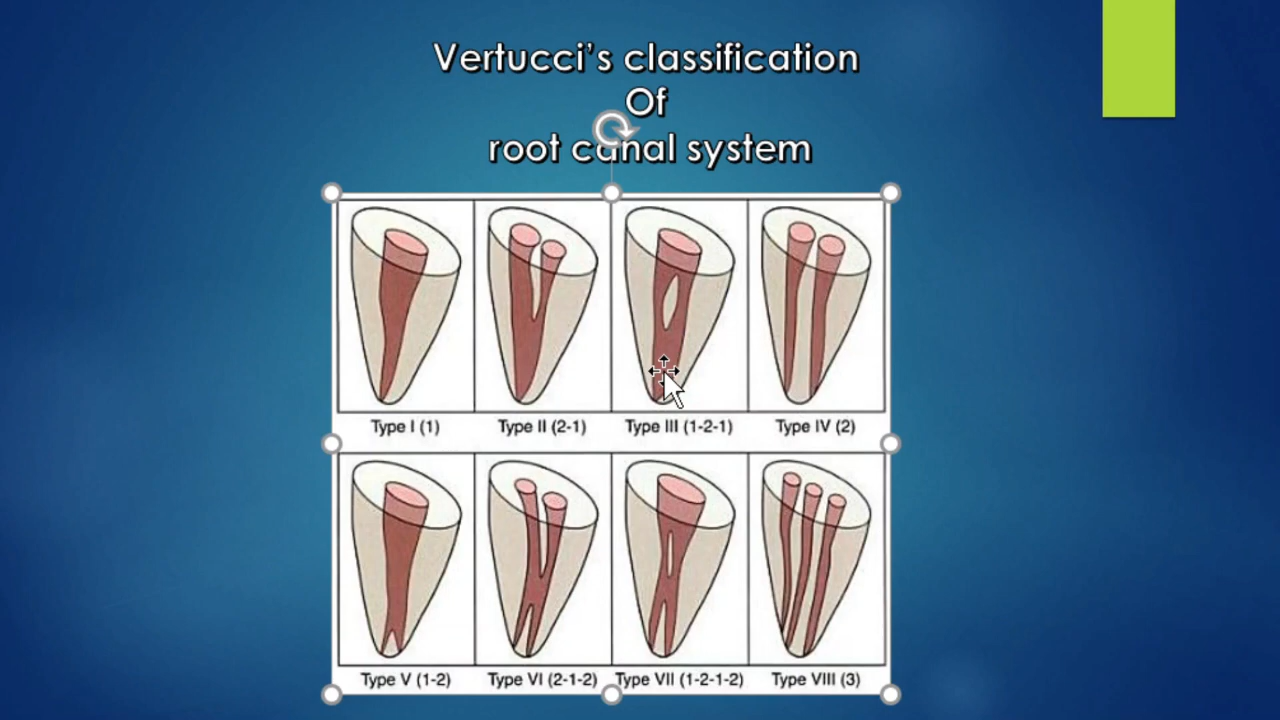 Vertucci’s classification
Of
root canal system
Type I (1)
Type II (2-1)
Type III (1-2-1)
Type IV (2)
Type V (1-2)
Type VI (2-1-2)
Type VII (1-2-1-2)
Type VIII (3)